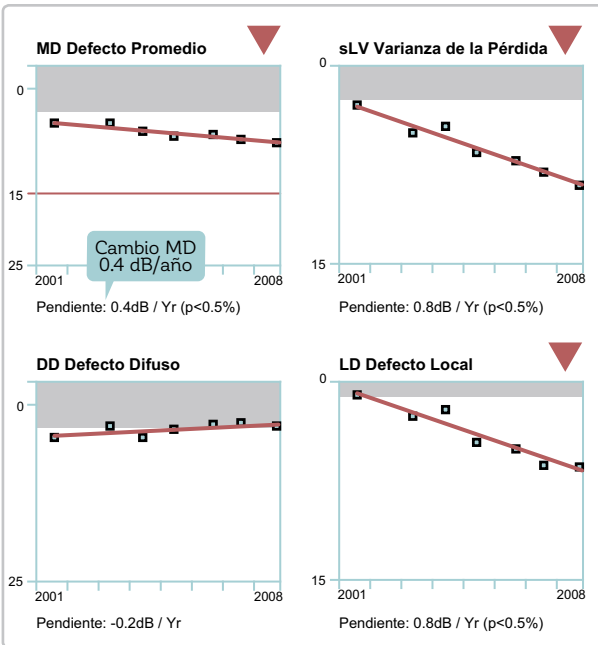 MD Defecto Promedio
0
15
25
Cambio MD
0.4 dB/año
2001
2008
Pendiente: 0.4dB / Yr (p<0.5%)
sLV Varianza de la Pérdida
0
15
2001
2008
Pendiente: 0.8dB / Yr (p<0.5%)
DD Defecto Difuso
0
25
2001
2008
Pendiente: -0.2dB / Yr
LD Defecto Local
0
15
2001
2008
Pendiente: 0.8dB / Yr (p<0.5%)